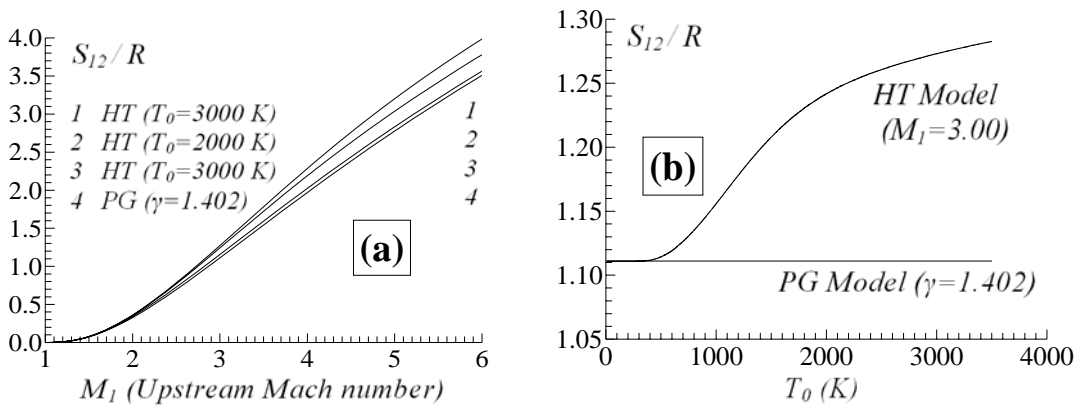 4.0
3.5
3.0
2.5
2.0
1.5
1.0
0.5
0.0
S12/R
1 HT (T0=3000 K)
2 HT (T0=2000 K)
3 HT (T0=3000 K)
4 PG (γ=1.402)
1
2
3
4
(a)
1 2 3 4 5 6
M1 (Upstream Mach number)
1.30
1.25
1.20
1.15
1.10
1.05
S12/R
HT Model
(M1=3.00)
(b)
PG Model (γ=1.402)
0 1000 2000 3000 4000
T0 (K)